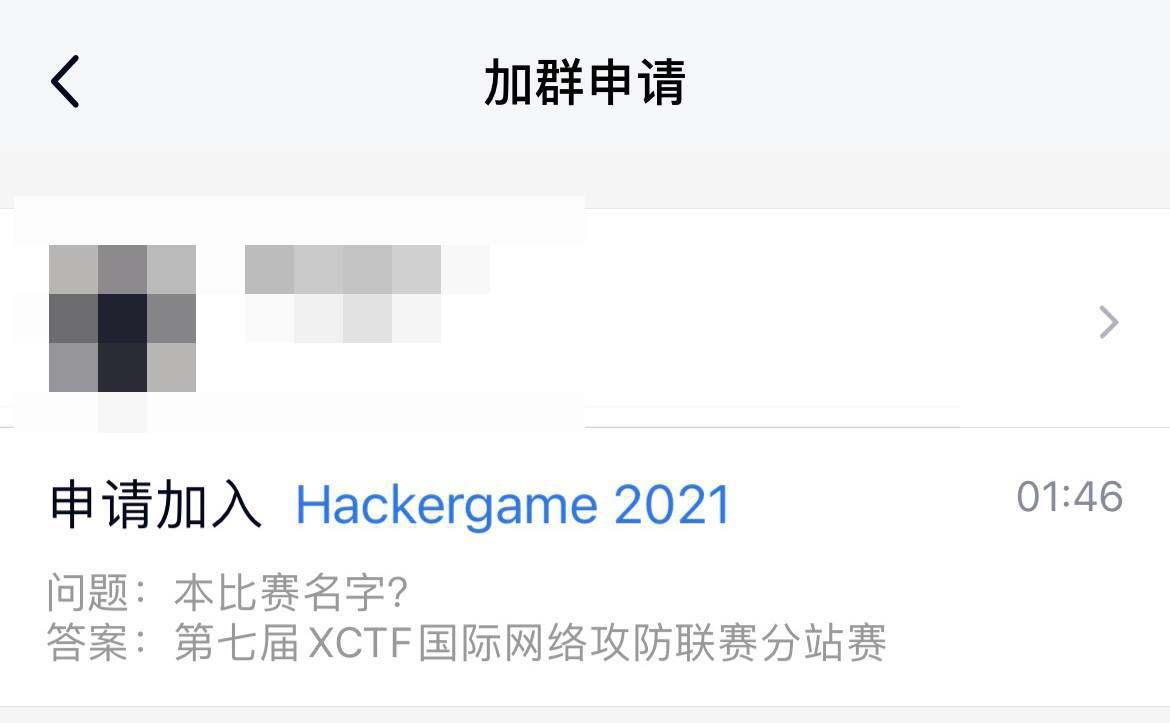 加群申请
申请加入 Hackergame 2021 01:46
问题：本比赛名字?
答案：第七届XCTF国际网络攻防联赛分站赛